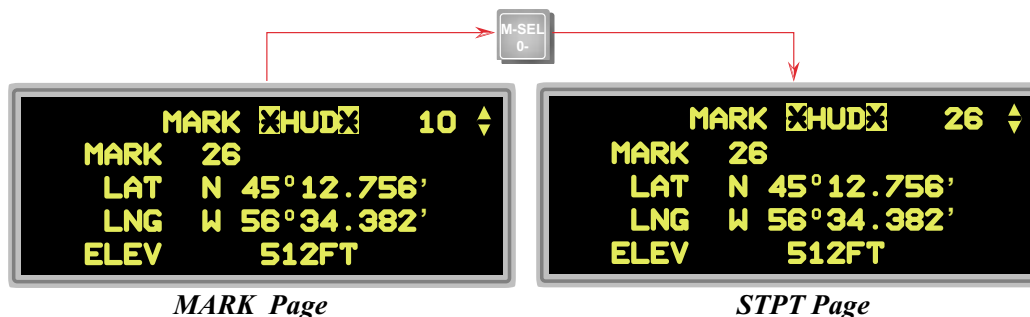 M-SEL
0-
MARK *HUD* 10
MARK 26
LAT N 45°12.756’
LNG W 56°34.382’
ELEV 512FT
MARK Page
MARK *HUD* 26
MARK 26
LAT N 45°12.756’
LNG W 56°34.382’
ELEV 512FT
STPT Page